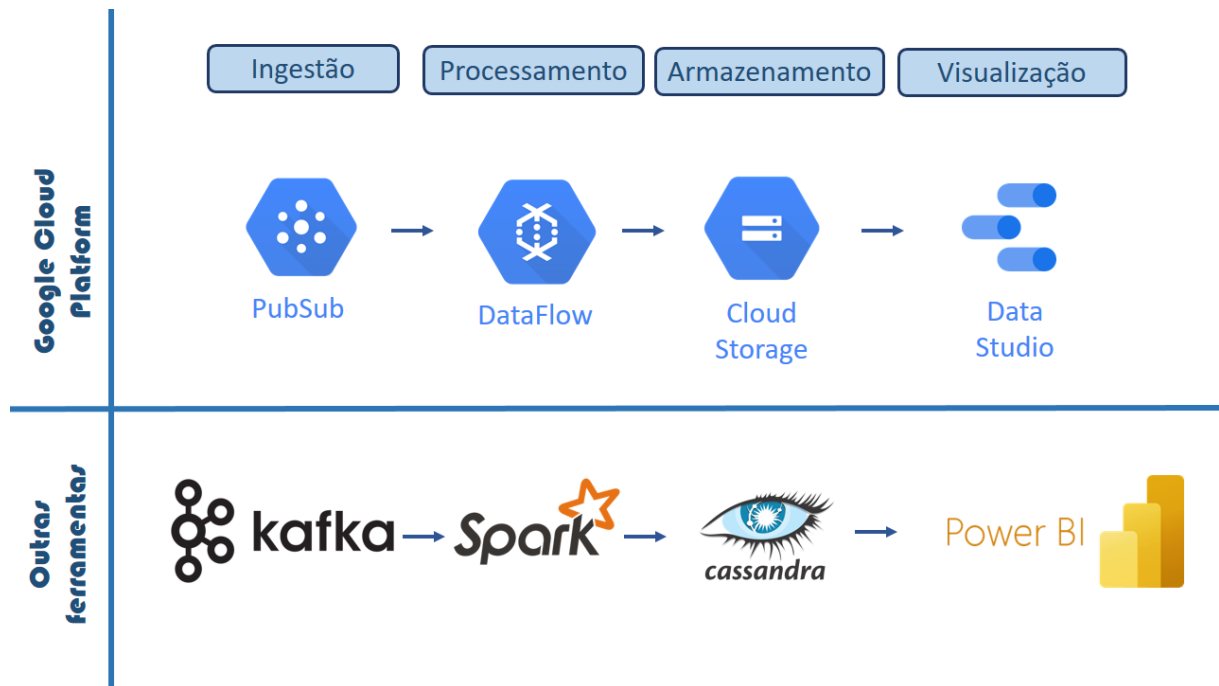 Ingestão
Processamento
Armazenamento
Visualização
Google Cloud
Platform
PubSub
DataFlow
Cloud
Storage
Data
Studio
Outras
ferramentas
kafka
Spark
cassandra
Power BI